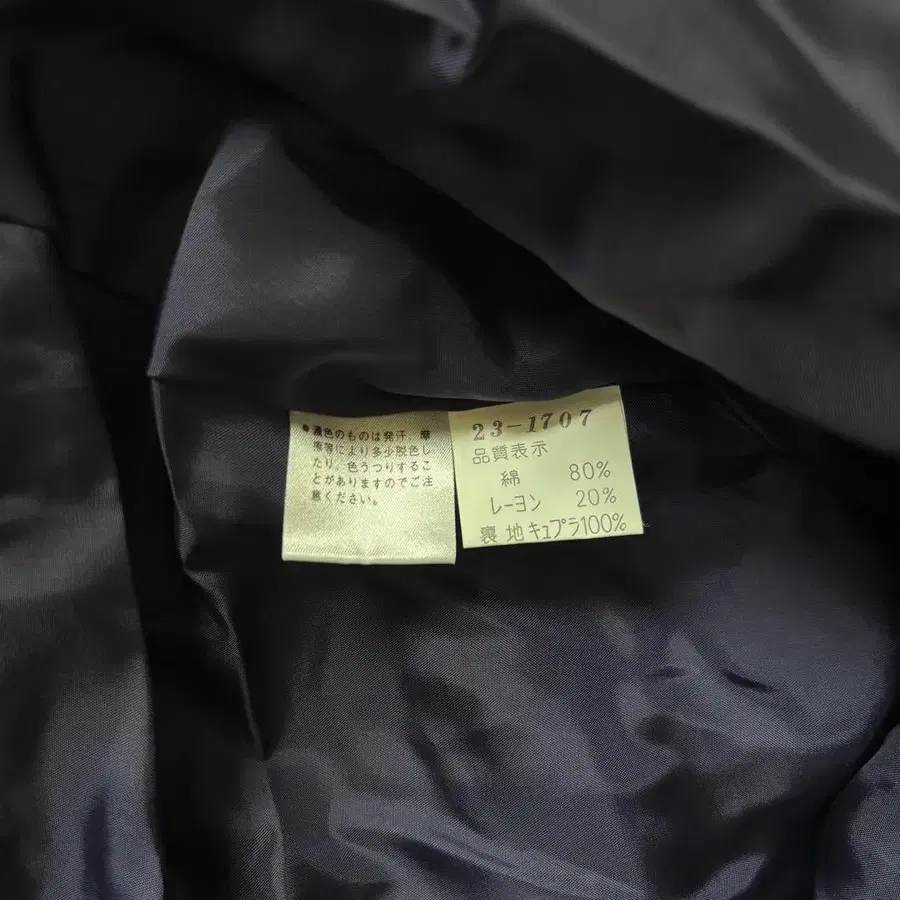 ●濃色のものは発汗、摩
擦等により多少脱色し
たり、色うつりするこ
とがありますのでご注
意ください。
23-1707
品質表示
綿 80%
レーヨン 20%
裏地キュプラ100%